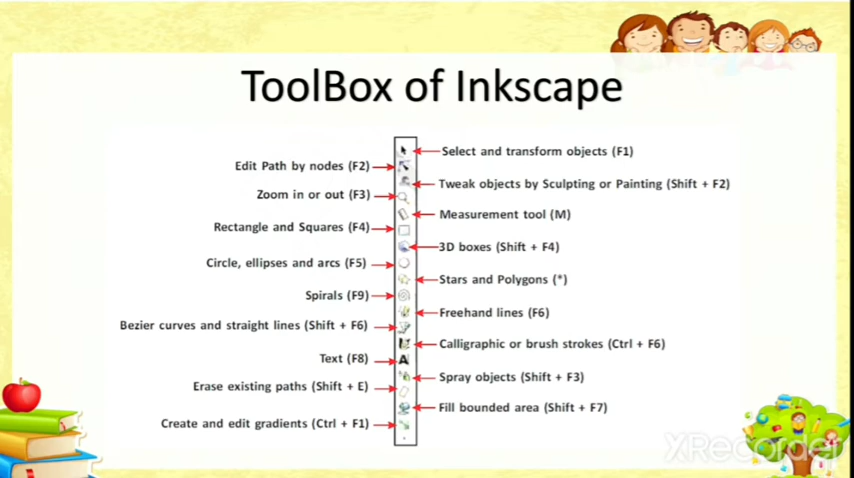 ToolBox of Inkscape
Select and transform objects (F1)
Edit Path by nodes (F2)
Tweak objects by Sculpting or Painting (Shift + F2)
Zoom in or out (F3)
Measurement tool (M)
Rectangle and Squares (F4)
3D boxes (Shift + F4)
Circle, ellipses and arcs (F5)
Stars and Polygons (*)
Spirals (F9)
Freehand lines (F6)
Bezier curves and straight lines (Shift + F6)
Calligraphic or brush strokes (Ctrl + F6)
Text (F8)
Spray objects (Shift + F3)
Erase existing paths (Shift + E)
Fill bounded area (Shift + F7)
Create and edit gradients (Ctrl + F1)
XRecorder